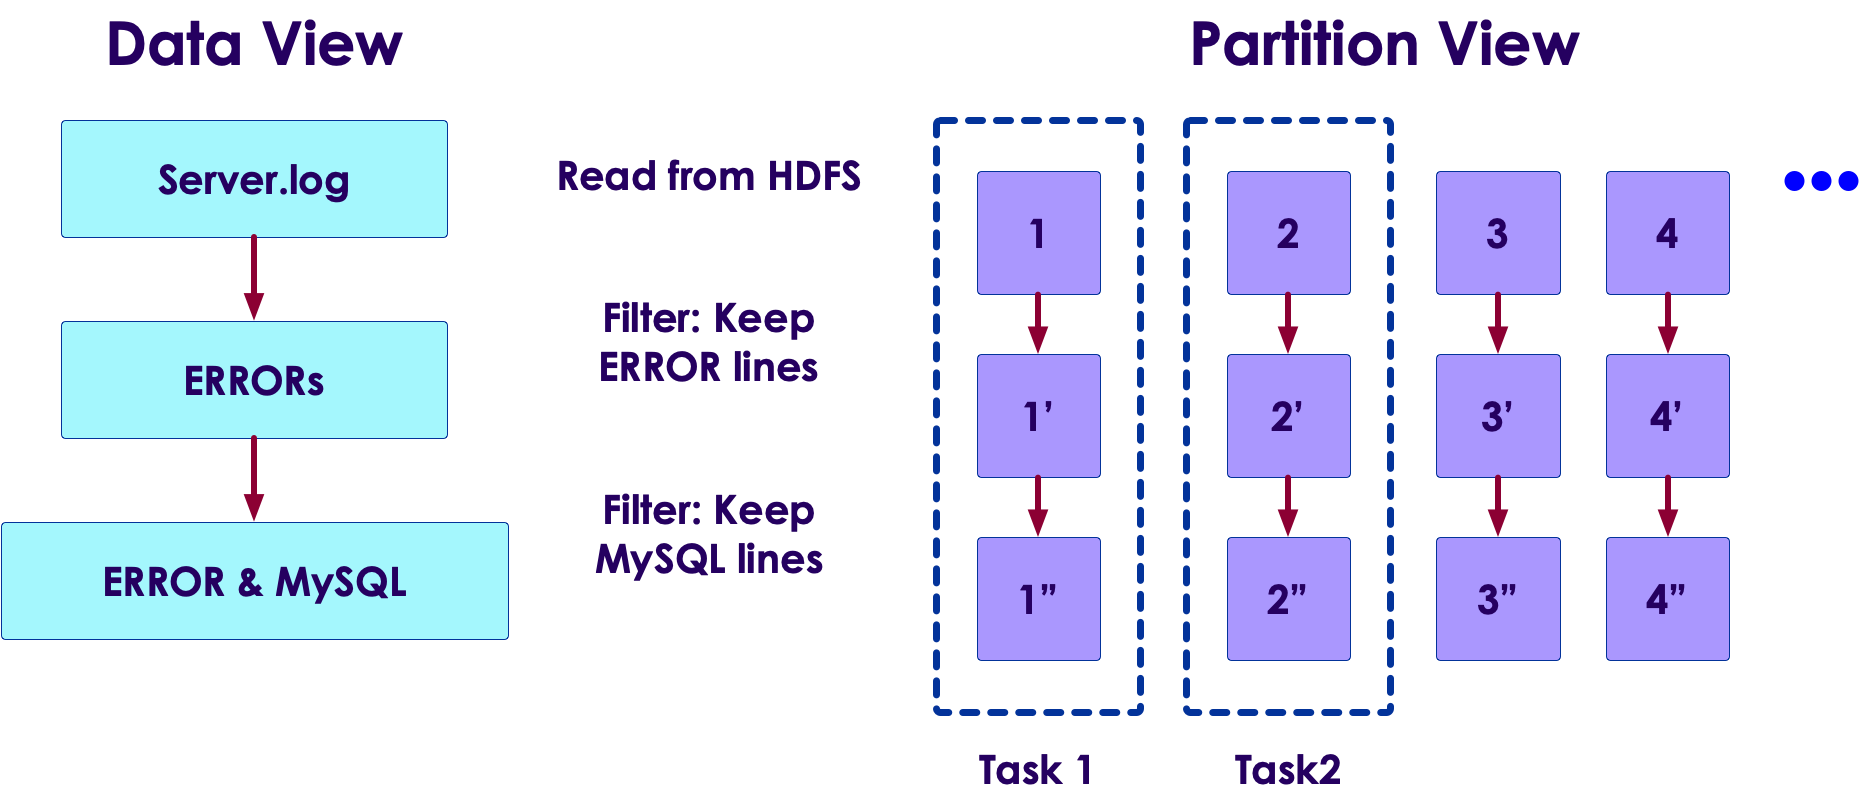 Data View
Partition View
Server.log
Read from HDFS
1
2
3
4
ERRORs
Filter: Keep
ERROR lines
1’
2’
3’
4’
ERROR & MySQL
Filter: Keep
MySQL lines
1”
2”
3”
4”
Task 1
Task2